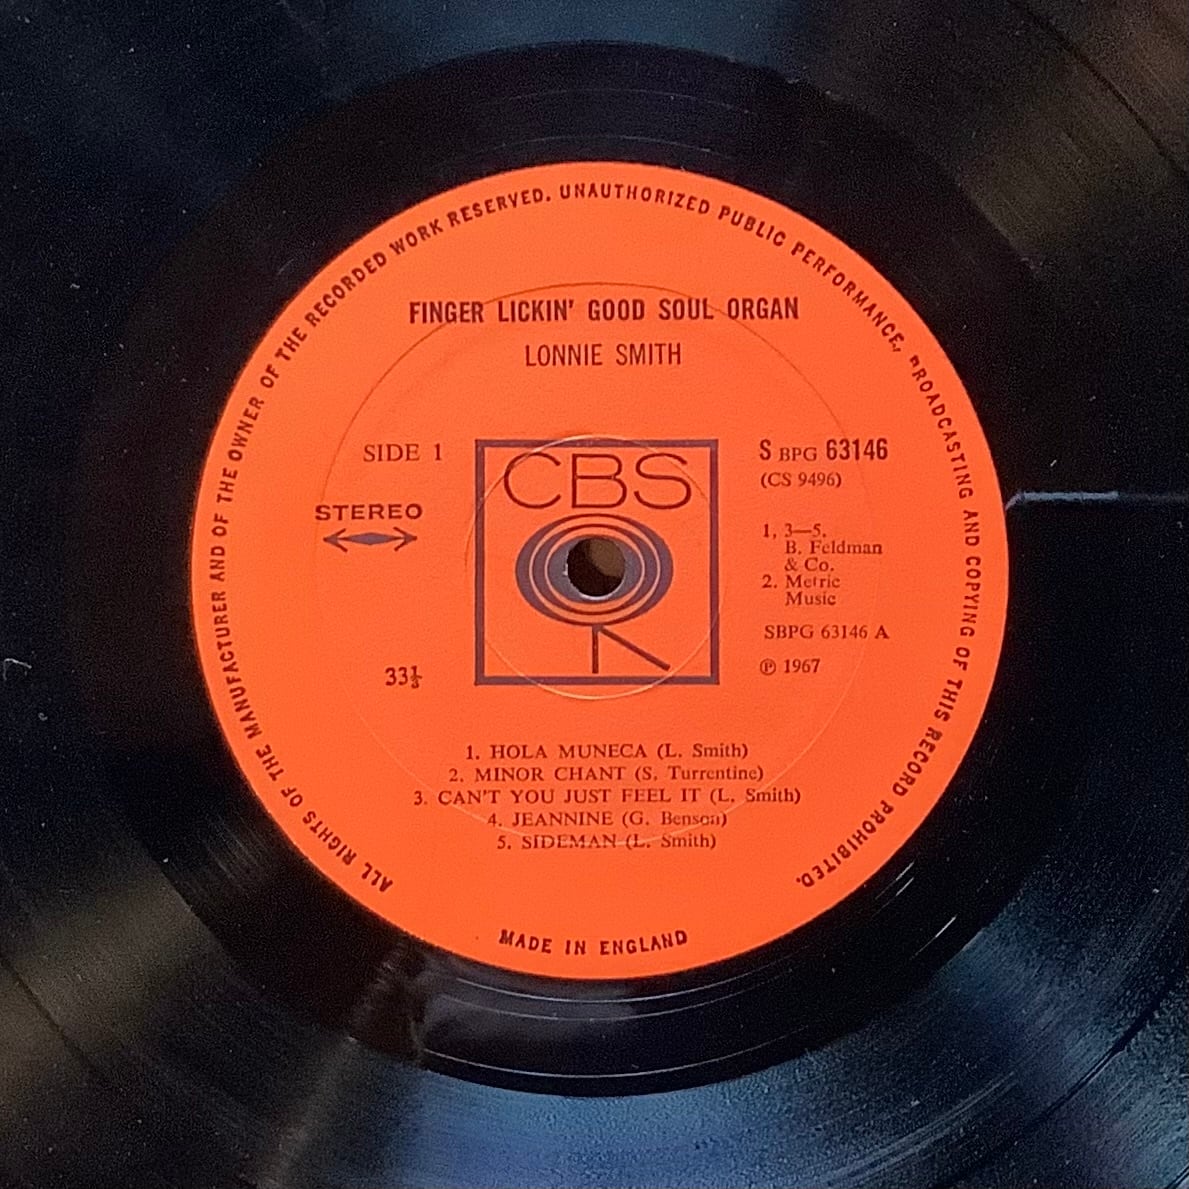 ALL RIGHTS OF THE MANUFACTURER AND OF THE OWNER OF THE RECORDED WORK RESERVED. UNAUTHORIZED PUBLIC PERFORMANCE, BROADCASTING AND COPYING OF THIS RECORD PROHIBITED.
FINGER LICKIN' GOOD SOUL ORGAN
LONNIE SMITH
SIDE 1
STEREO
33⅓
CBS
S BPG 63146
(CS 9496)
1, 3—5.
B. Feldman
& Co.
2. Metric
Music
SBPG 63146 A
℗ 1967
1. HOLA MUNECA (L. Smith)
2. MINOR CHANT (S. Turrentine)
3. CAN'T YOU JUST FEEL IT (L. Smith)
4. JEANNINE (G. Benson)
5. SIDEMAN (L. Smith)
MADE IN ENGLAND